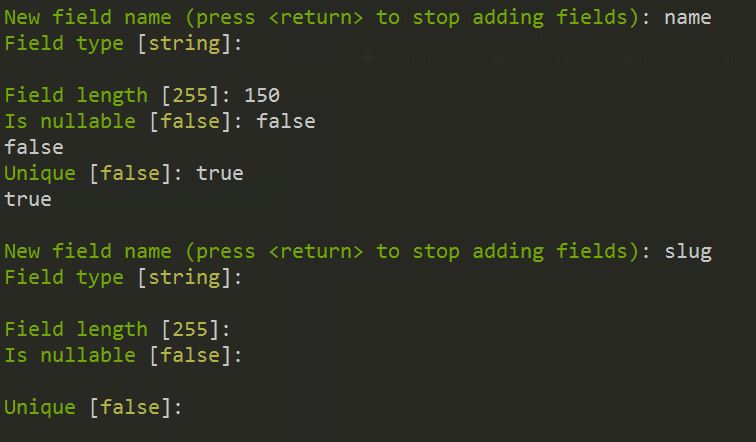 New field name (press <return> to stop adding fields): name
Field type [string]:
Field length [255]: 150
Is nullable [false]: false
false
Unique [false]: true
true
New field name (press <return> to stop adding fields): slug
Field type [string]:
Field length [255]:
Is nullable [false]:
Unique [false]: